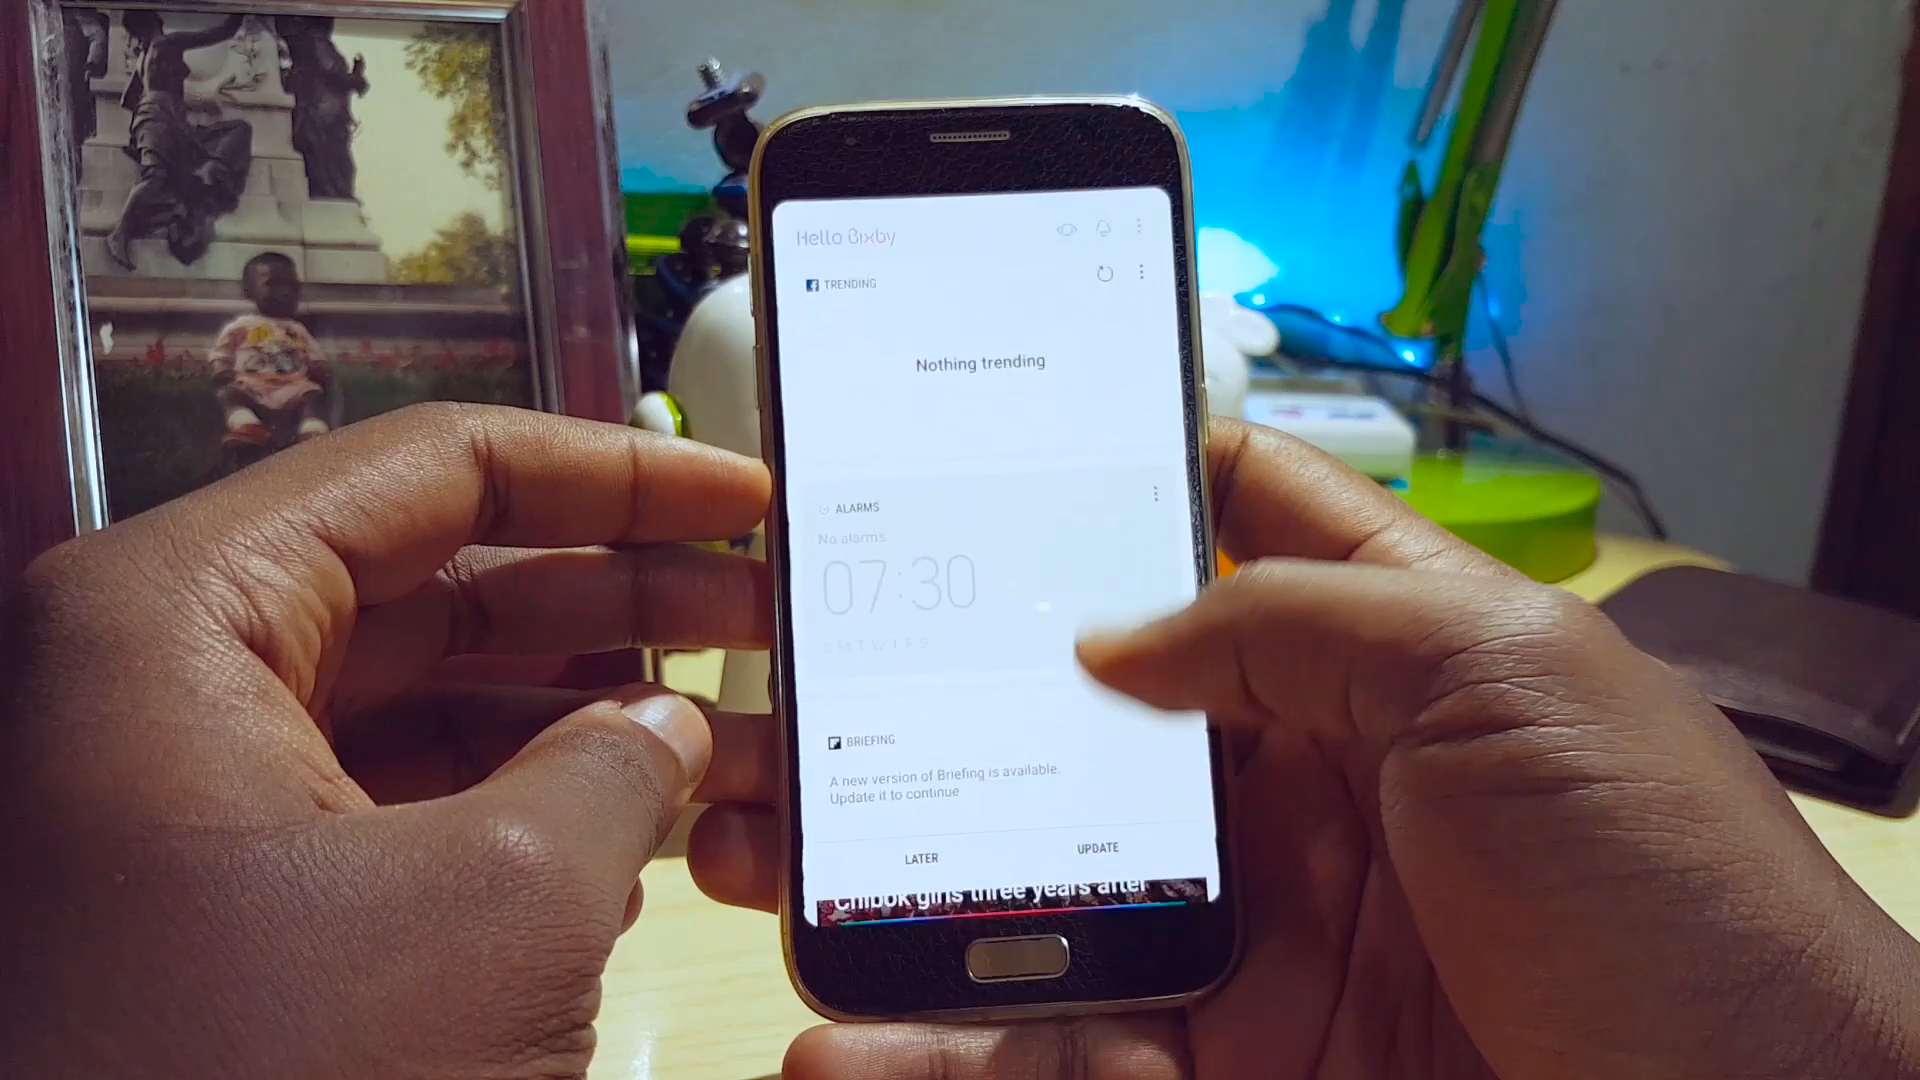 Hello Bixby
TRENDING
Nothing trending
ALARMS
No alarms
07:30
S M T W T F S
BRIEFING
A new version of Briefing is available.
Update it to continue
LATER
UPDATE
Chibok girls three years after